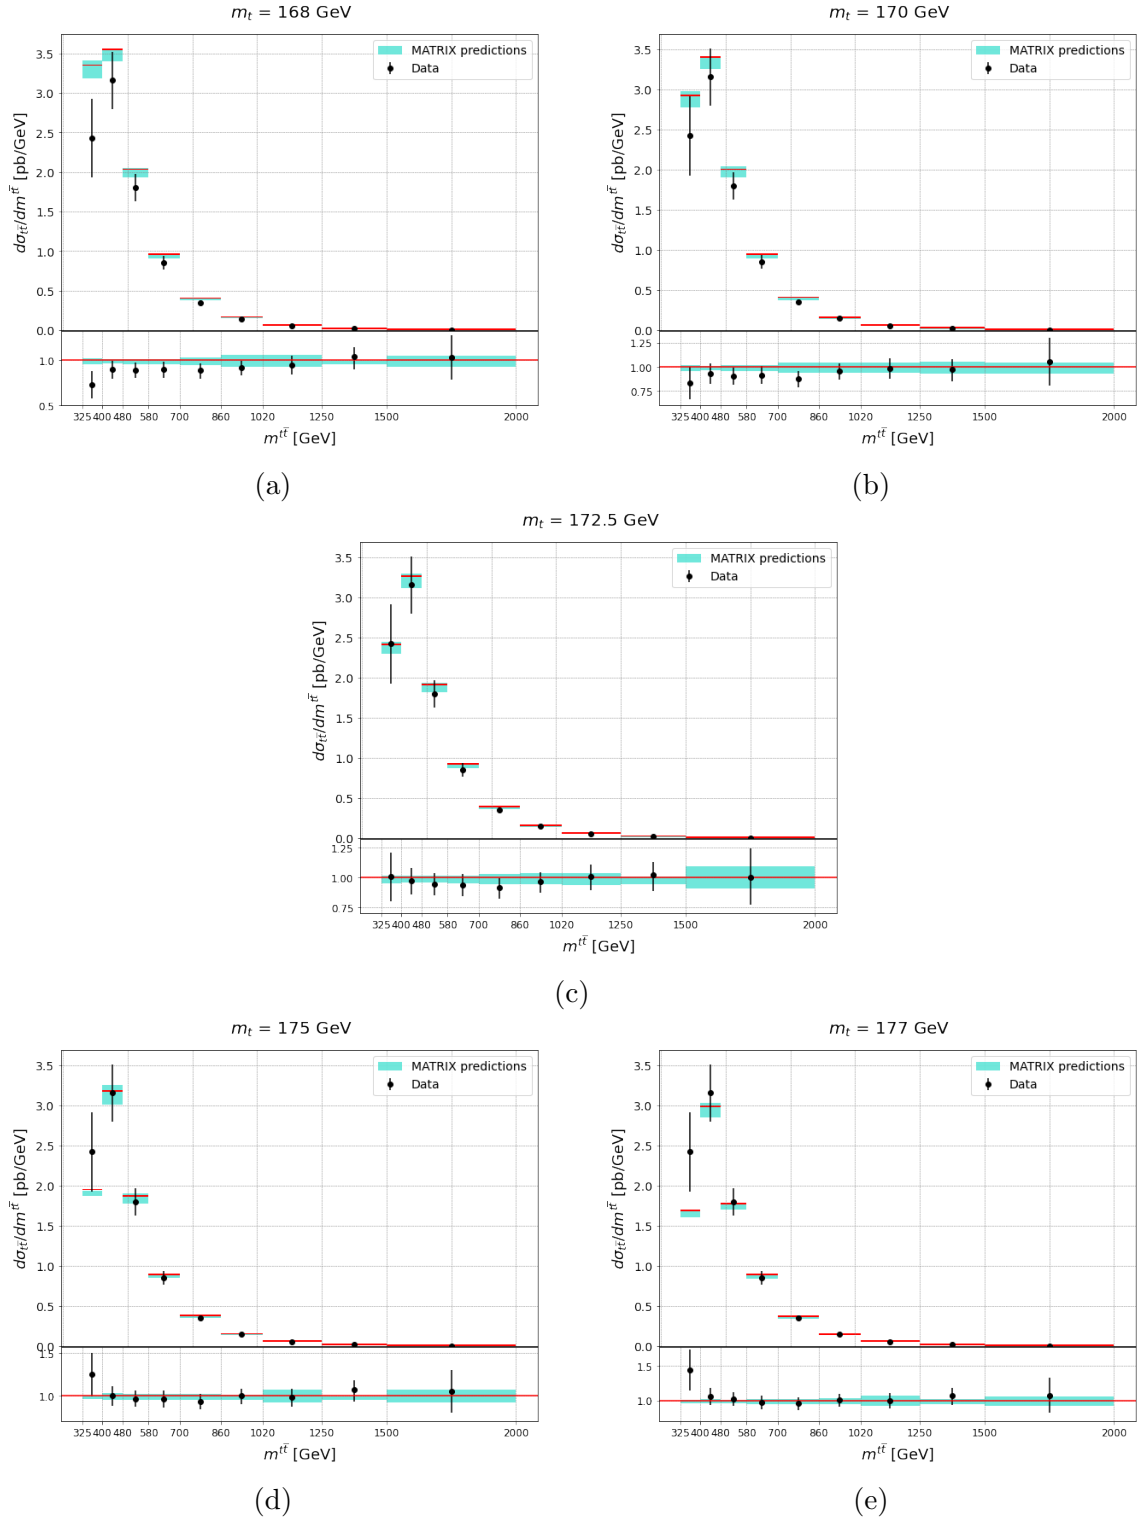 m_t = 168 GeV
dσ_{tt̄}/dm^{tt̄} [pb/GeV]
3.5
3.0
2.5
2.0
1.5
1.0
0.5
0.0
MATRIX predictions
Data
1.0
0.5
325 400 480 580 700 860 1020 1250 1500 2000
m^{tt̄} [GeV]
(a)
m_t = 170 GeV
dσ_{tt̄}/dm^{tt̄} [pb/GeV]
3.5
3.0
2.5
2.0
1.5
1.0
0.5
0.0
MATRIX predictions
Data
1.25
1.00
0.75
325 400 480 580 700 860 1020 1250 1500 2000
m^{tt̄} [GeV]
(b)
m_t = 172.5 GeV
dσ_{tt̄}/dm^{tt̄} [pb/GeV]
3.5
3.0
2.5
2.0
1.5
1.0
0.5
0.0
MATRIX predictions
Data
1.25
1.00
0.75
325 400 480 580 700 860 1020 1250 1500 2000
m^{tt̄} [GeV]
(c)
m_t = 175 GeV
dσ_{tt̄}/dm^{tt̄} [pb/GeV]
3.5
3.0
2.5
2.0
1.5
1.0
0.5
0.0
MATRIX predictions
Data
1.5
1.0
325 400 480 580 700 860 1020 1250 1500 2000
m^{tt̄} [GeV]
(d)
m_t = 177 GeV
dσ_{tt̄}/dm^{tt̄} [pb/GeV]
3.5
3.0
2.5
2.0
1.5
1.0
0.5
0.0
MATRIX predictions
Data
1.5
1.0
325 400 480 580 700 860 1020 1250 1500 2000
m^{tt̄} [GeV]
(e)